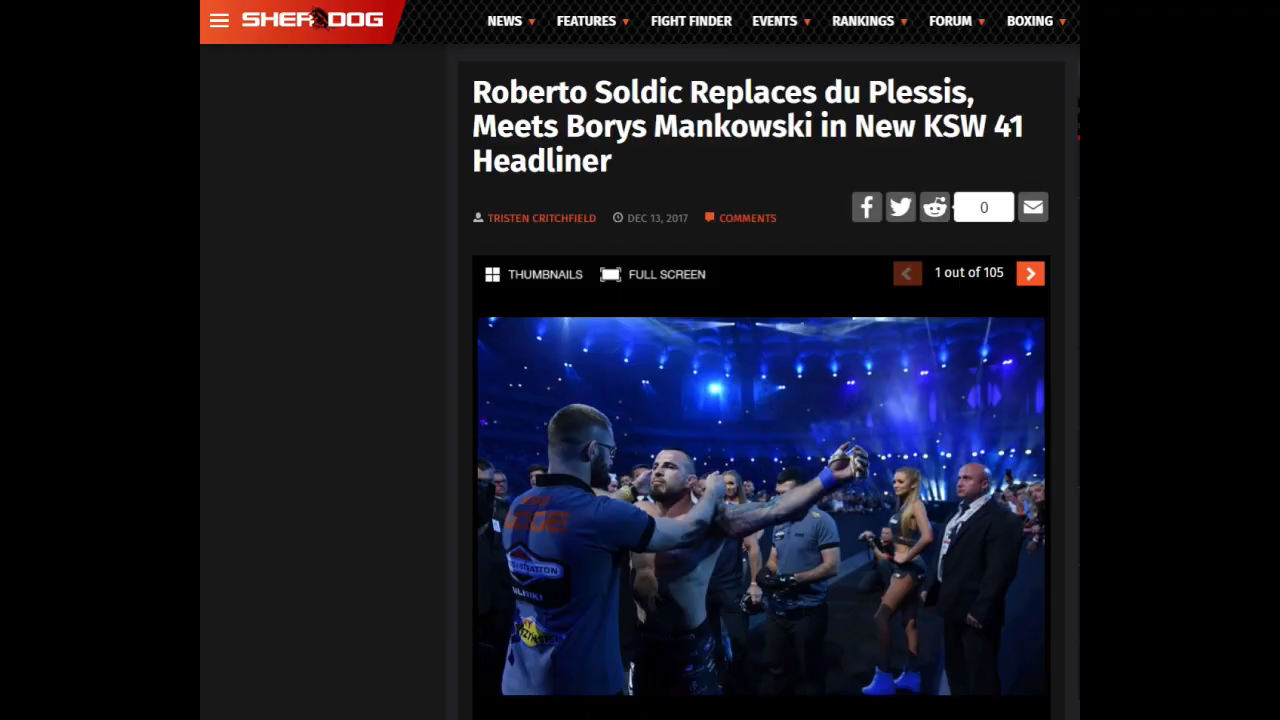 SHERDOG
NEWS FEATURES FIGHT FINDER EVENTS RANKINGS FORUM BOXING
Roberto Soldic Replaces du Plessis,
Meets Borys Mankowski in New KSW 41
Headliner
TRISTEN CRITCHFIELD DEC 13, 2017 COMMENTS
0
THUMBNAILS FULL SCREEN 1 out of 105